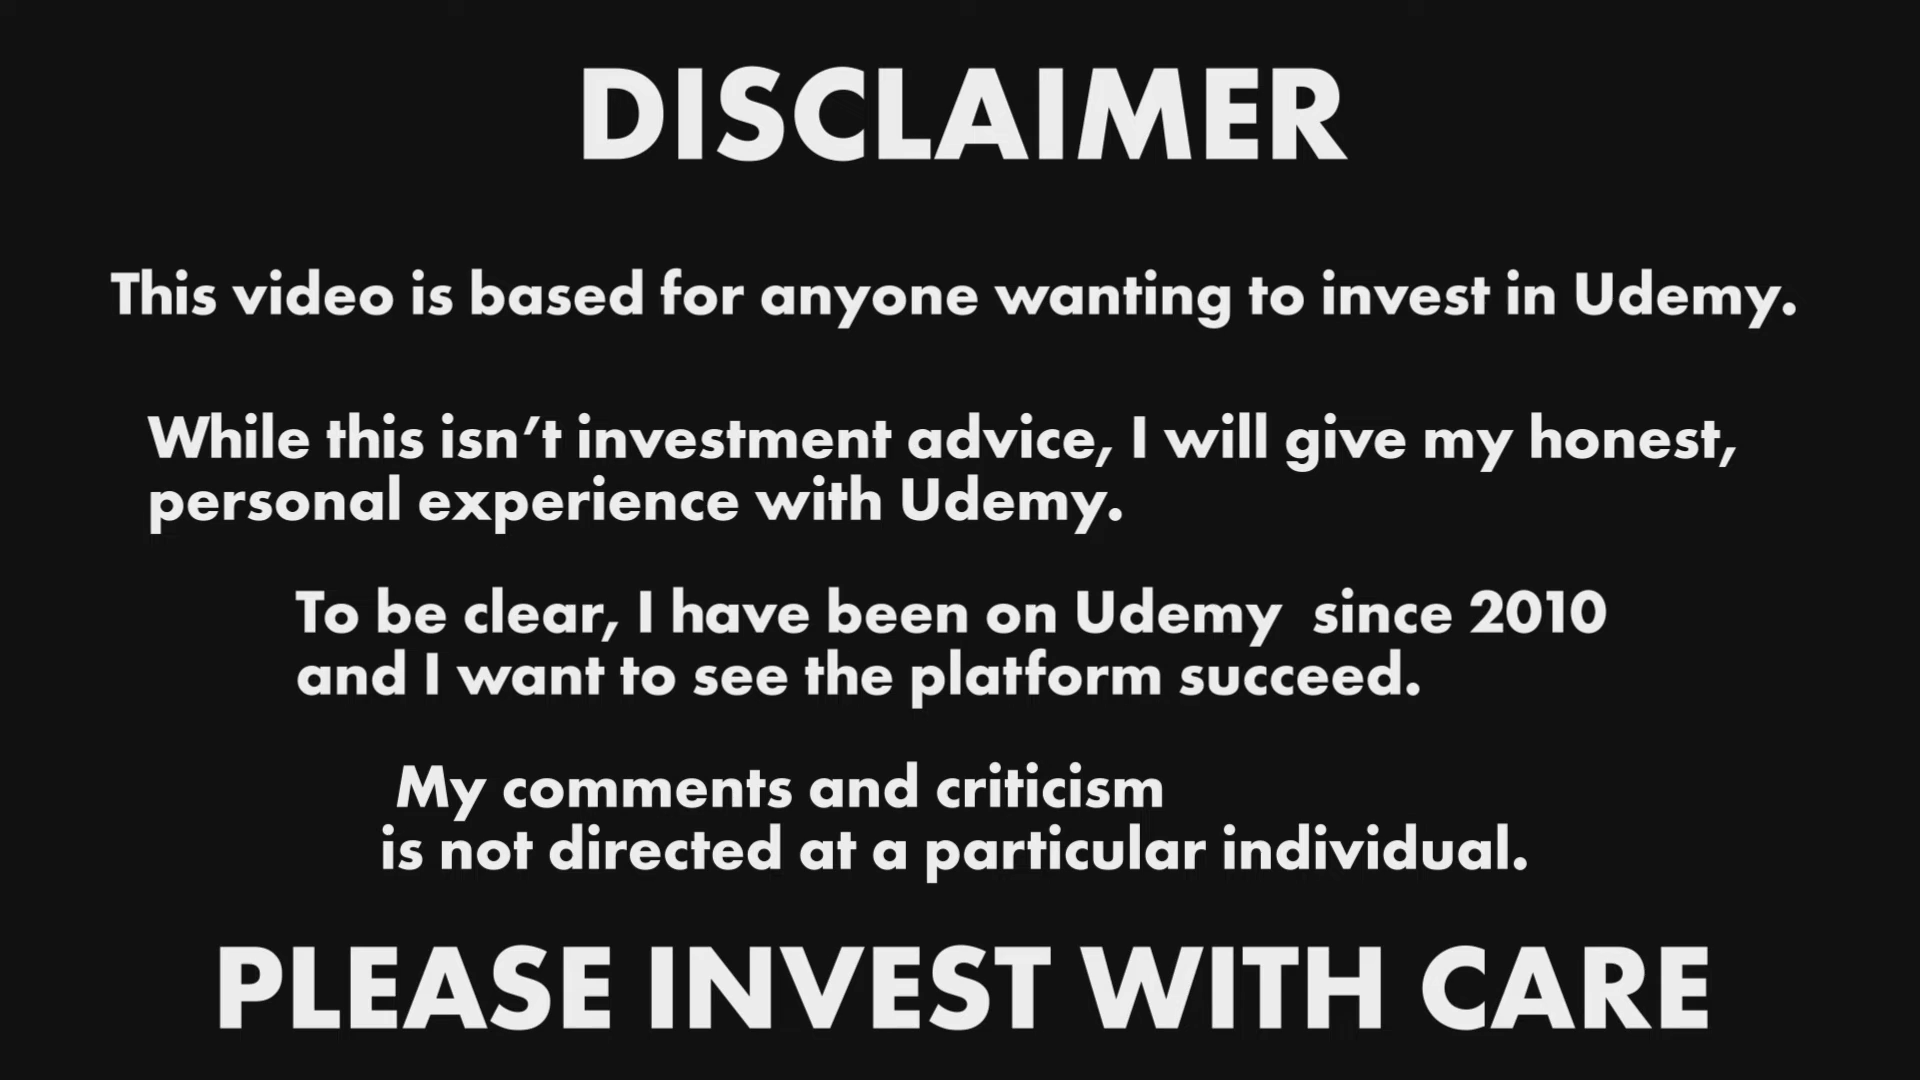 DISCLAIMER
This video is based for anyone wanting to invest in Udemy.
While this isn’t investment advice, I will give my honest,
personal experience with Udemy.
To be clear, I have been on Udemy  since 2010
and I want to see the platform succeed.
My comments and criticism
is not directed at a particular individual.
PLEASE INVEST WITH CARE